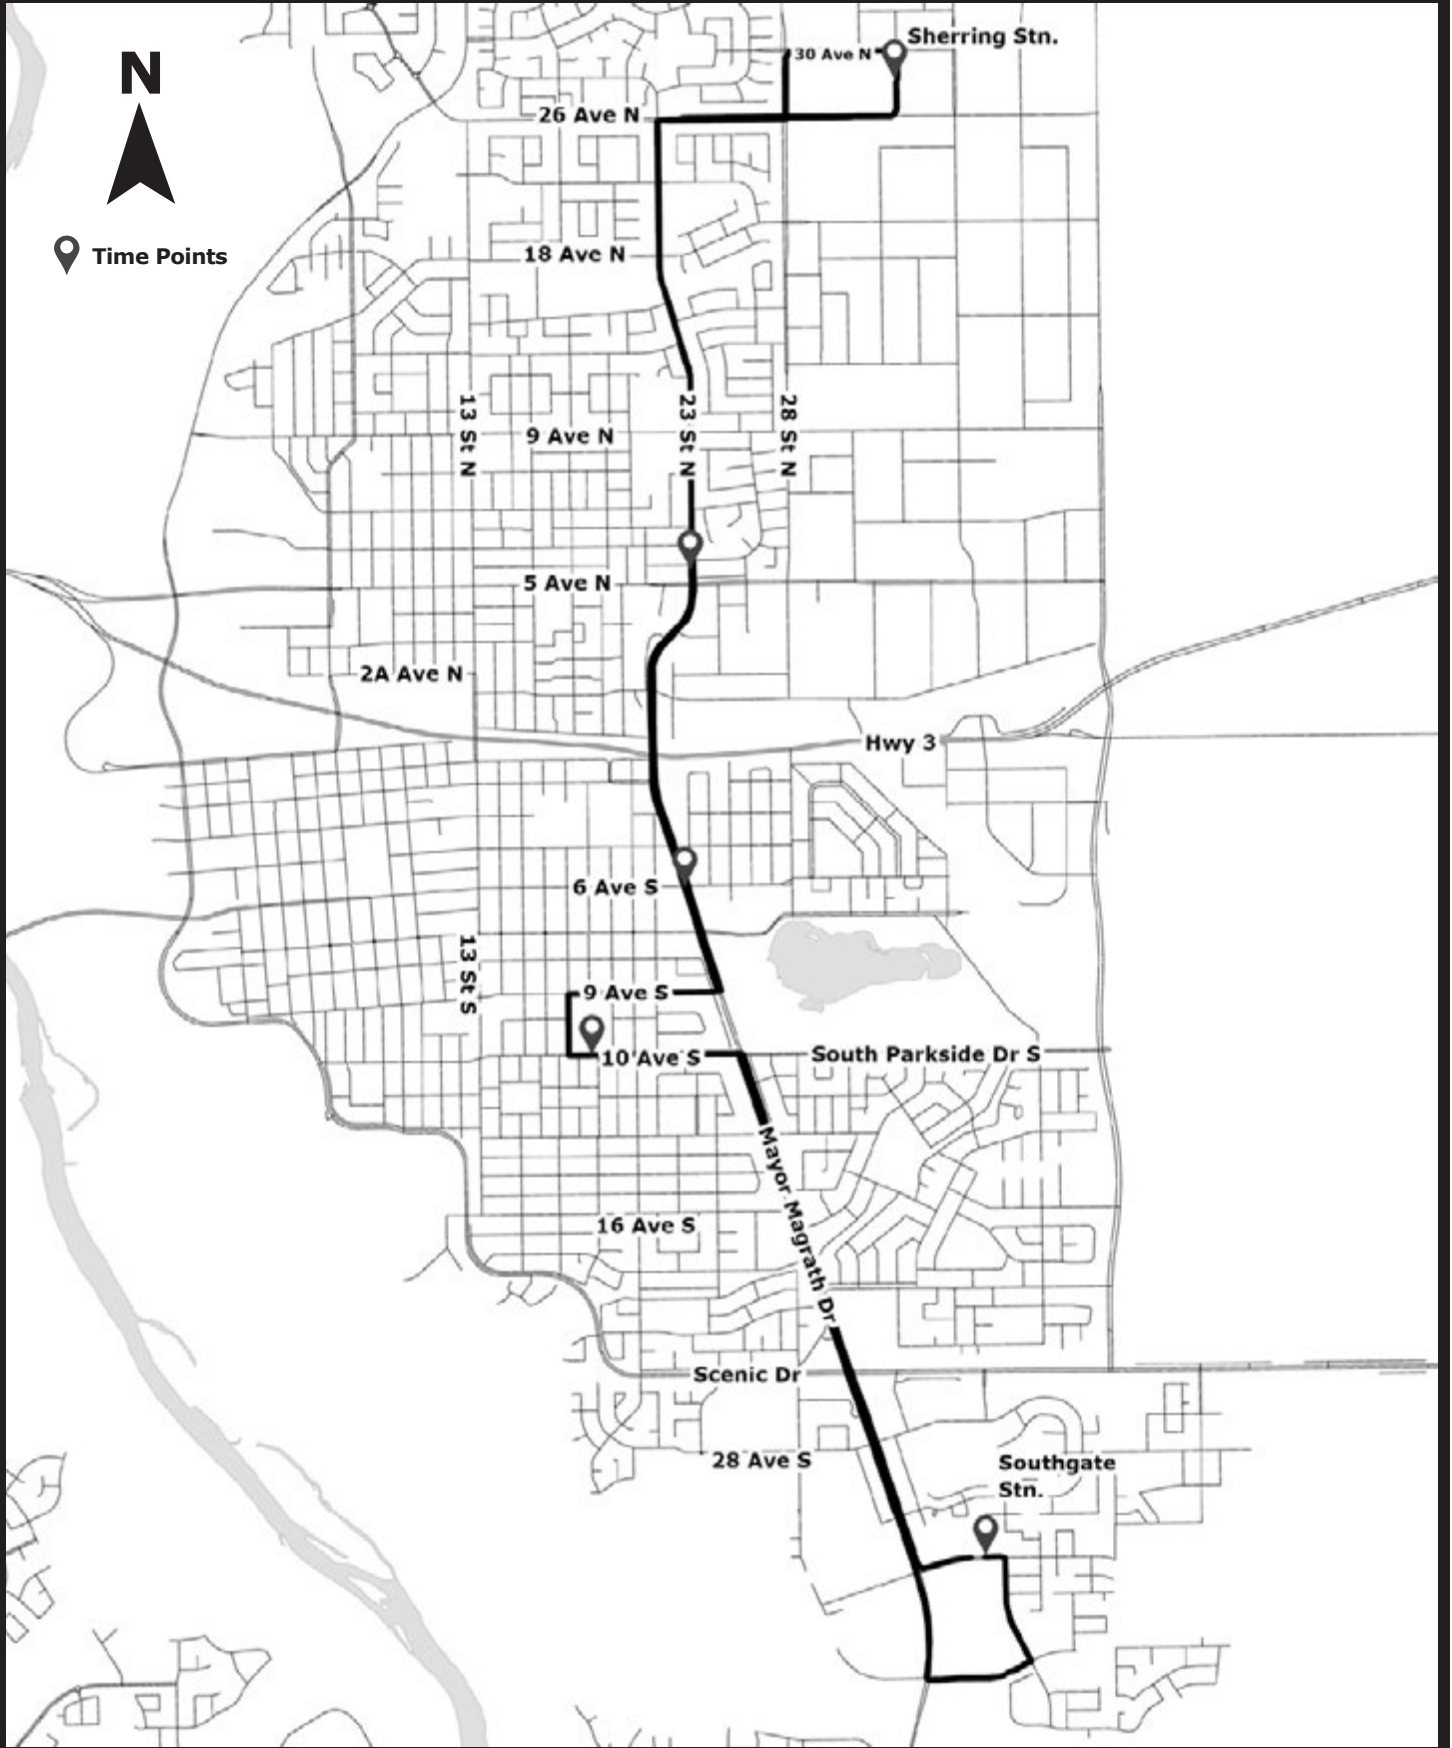 Sherring Stn.
N
30 Ave N
26 Ave N
18 Ave N
Time Points
13 St N
23 St N
28 St N
9 Ave N
5 Ave N
2A Ave N
Hwy 3
6 Ave S
13 St S
9 Ave S
10 Ave S
South Parkside Dr S
Mayor Magrath Dr
16 Ave S
Scenic Dr
28 Ave S
Southgate
Stn.